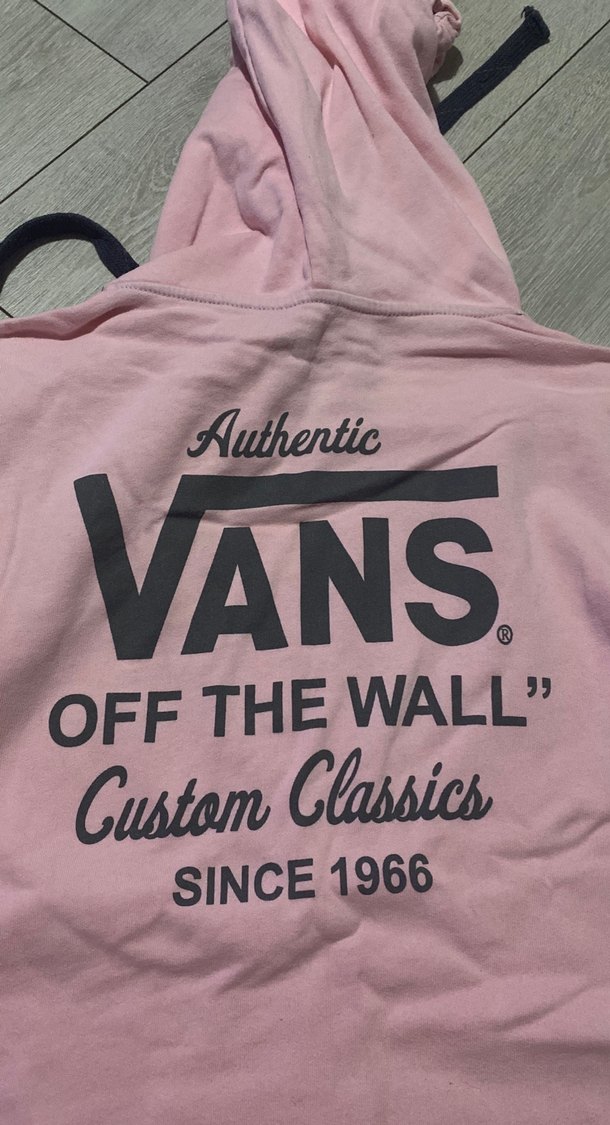 Authentic
VANS®
OFF THE WALL”
Custom Classics
SINCE 1966